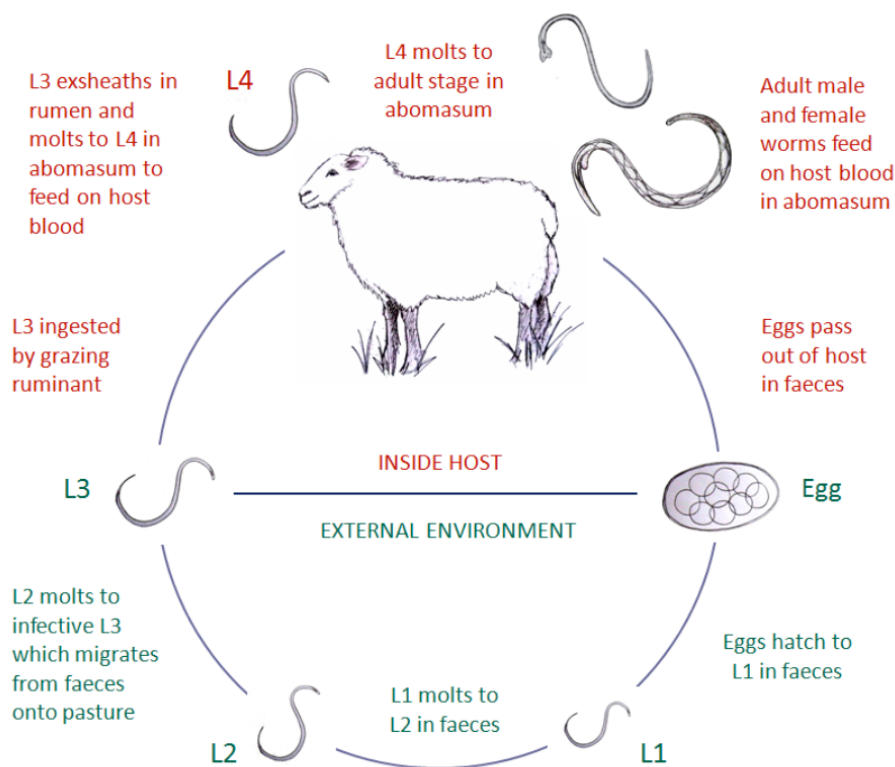 L3 exsheaths in
rumen and
molts to L4 in
abomasum to
feed on host
blood
L4
L4 molts to
adult stage in
abomasum
Adult male
and female
worms feed
on host blood
in abomasum
L3 ingested
by grazing
ruminant
Eggs pass
out of host
in faeces
L3
INSIDE HOST
Egg
EXTERNAL ENVIRONMENT
L2 molts to
infective L3
which migrates
from faeces
onto pasture
L1 molts to
L2 in faeces
Eggs hatch to
L1 in faeces
L2
L1